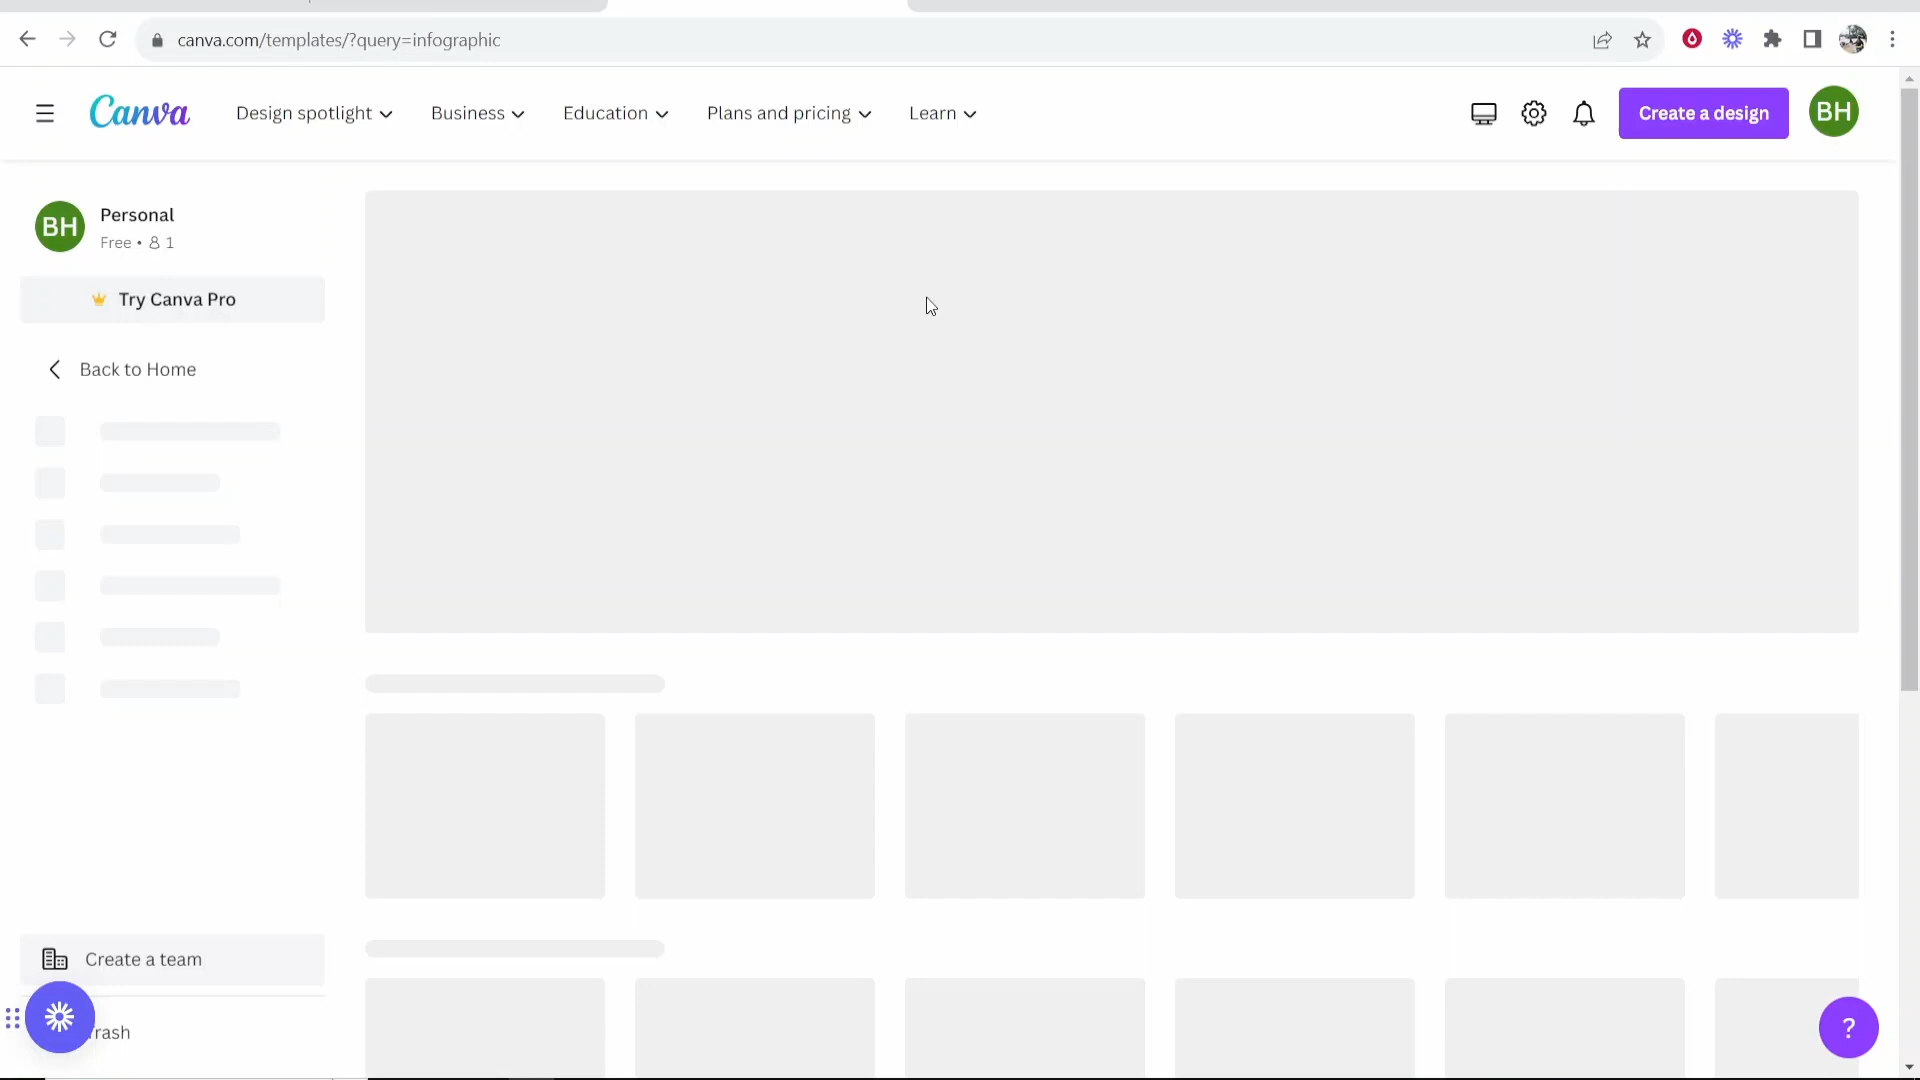 canva.com/templates/?query=infographic
Canva
Design spotlight
Business
Education
Plans and pricing
Learn
Create a design
BH
BH
Personal
Free • 1
Try Canva Pro
Back to Home
Create a team
rash
?